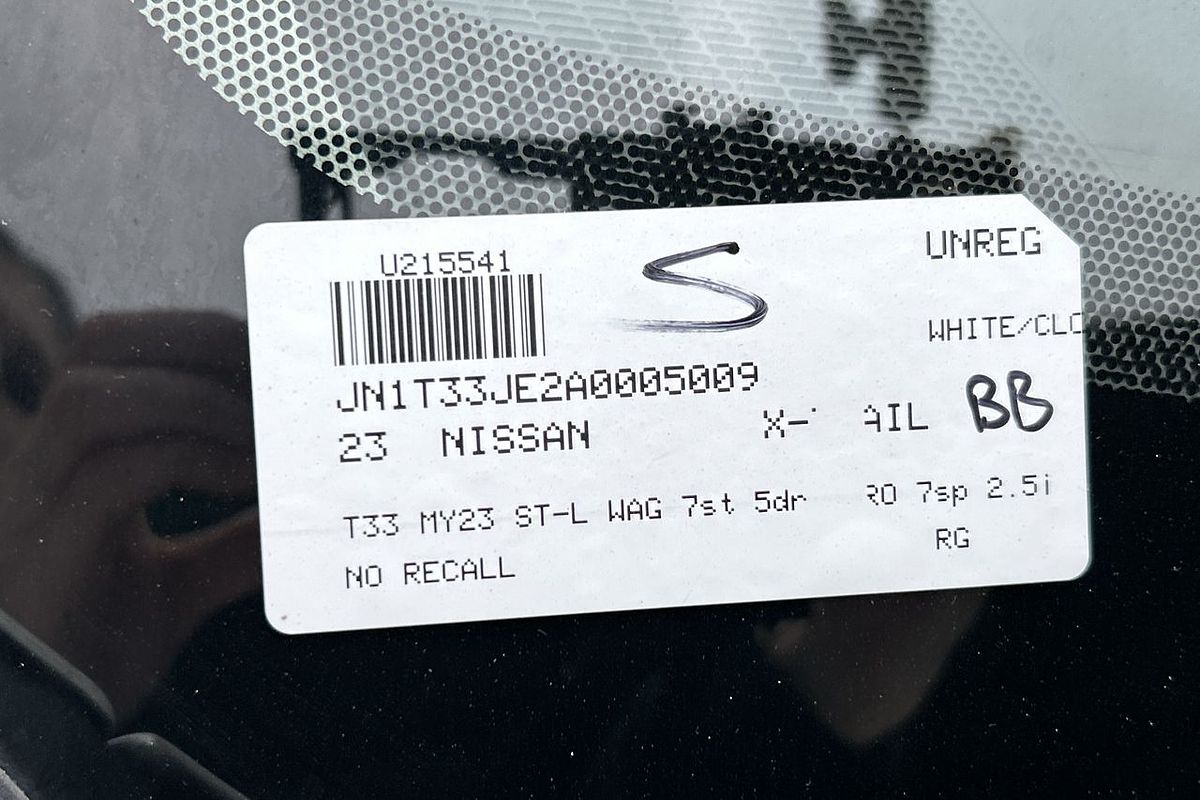 U215541
S
UNREG
WHITE/CLO
JN1T33JE2A0005009
23 NISSAN X- AIL BB
T33 MY23 ST-L WAG 7st 5dr RO 7sp 2.5i
RG
NO RECALL